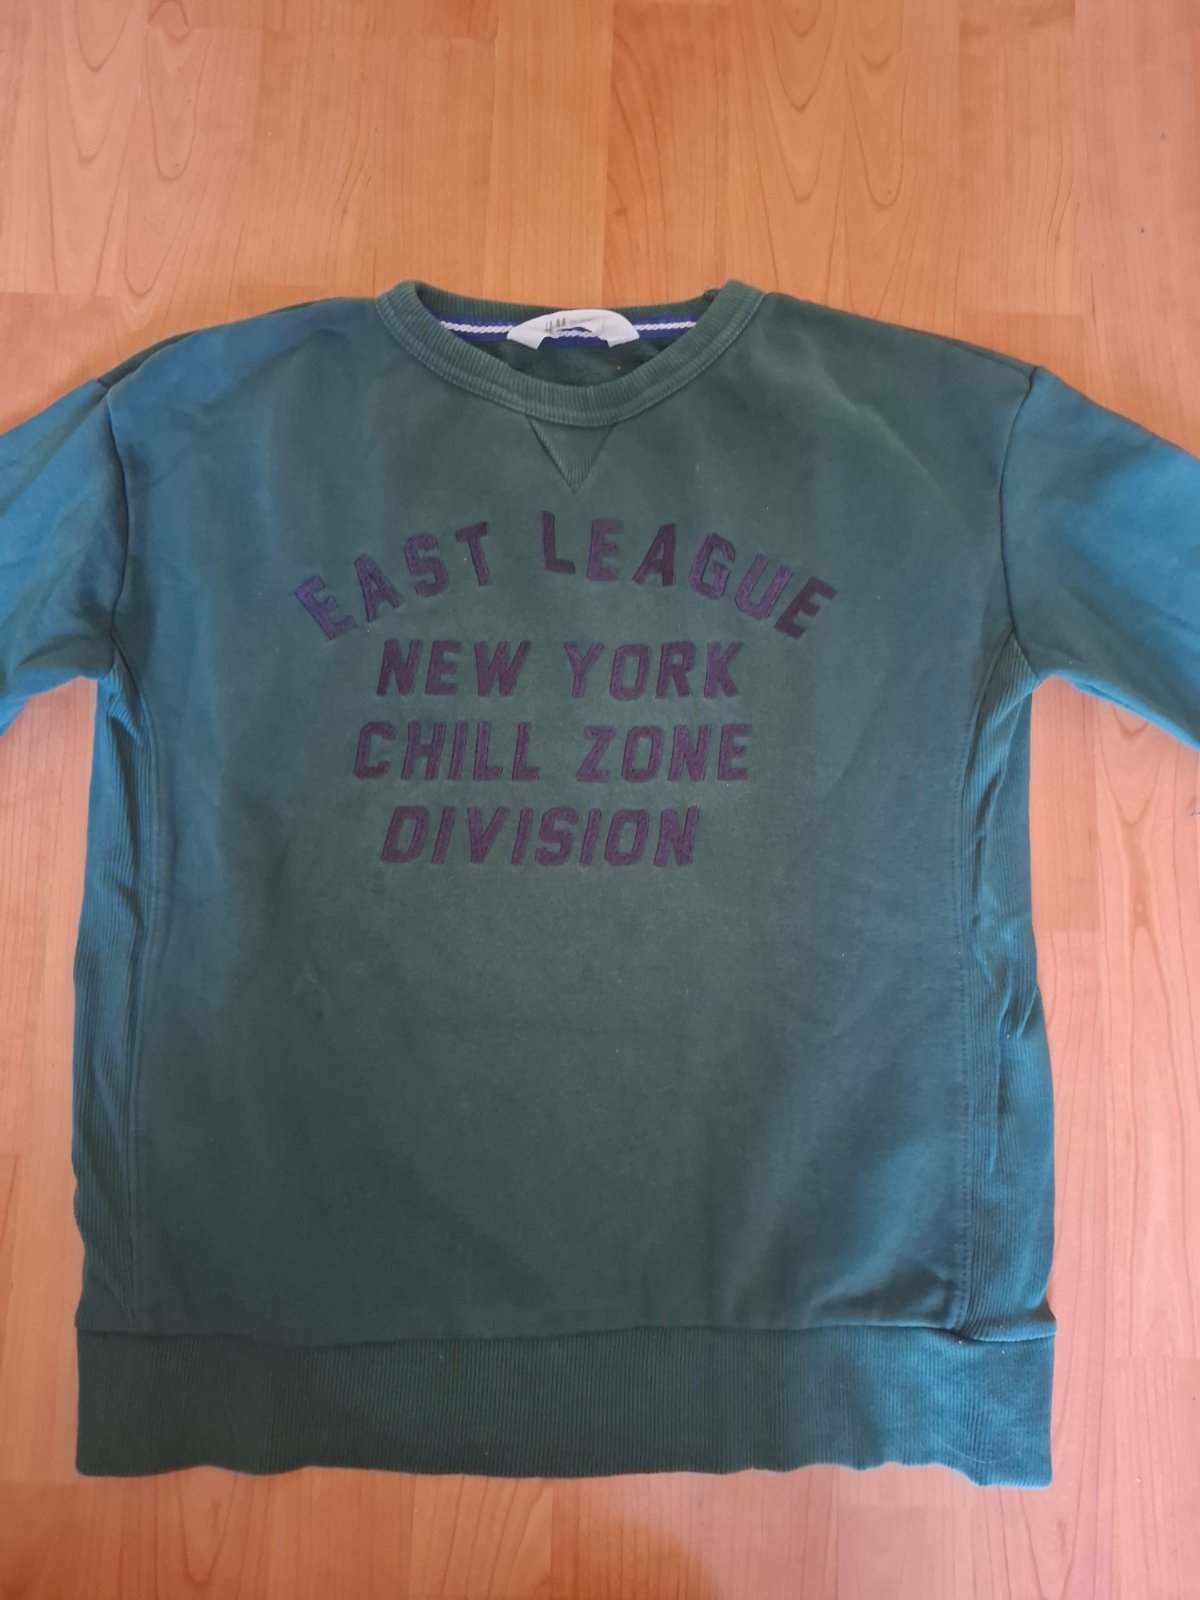 EAST LEAGUE
NEW YORK
CHILL ZONE
DIVISION